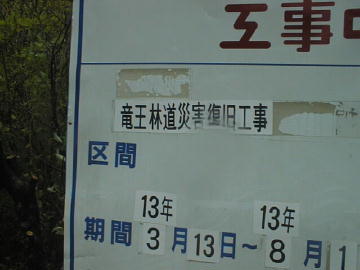 工事中
竜王林道災害復旧工事
区間
13年 13年
期間 3月13日〜8月1